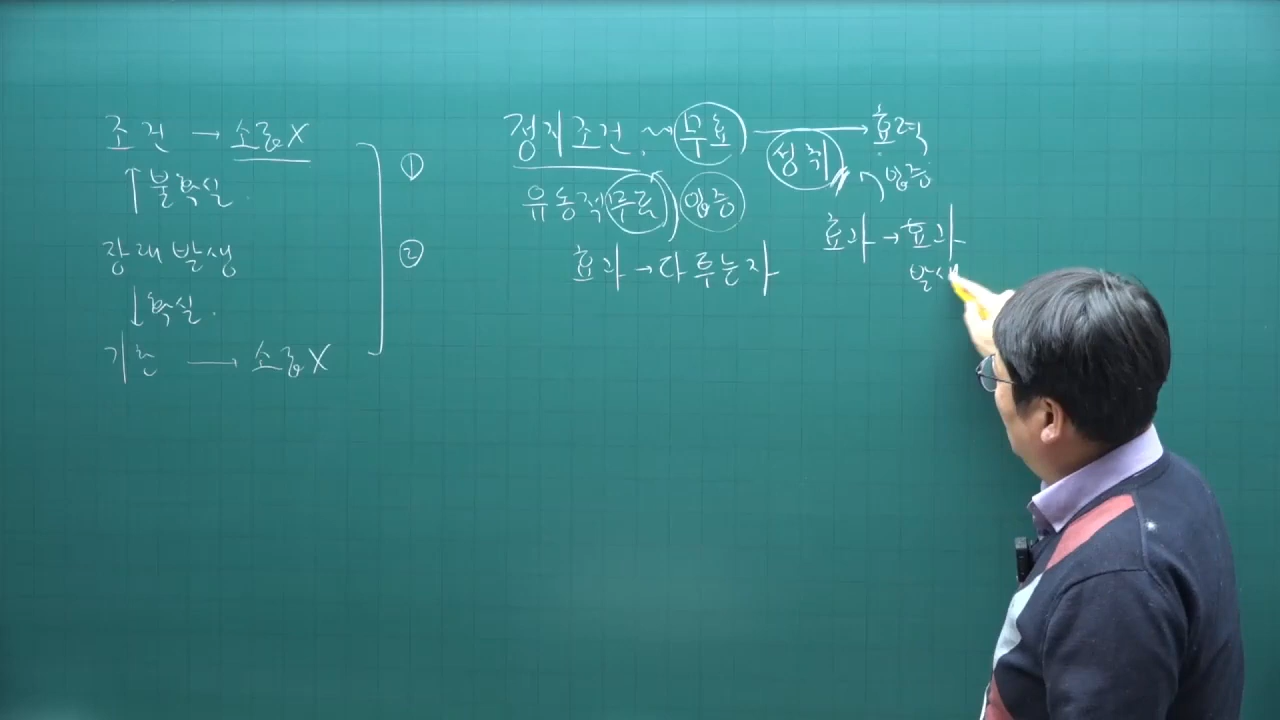 조건 → 소급X
↑불확실.
장래 발생
↓확실.
기한 → 소급X
①
②
정지조건 ~→ 무효 → 효력
성취
유동적 무효 입증
입증
효과 → 다투는자
효과 → 효과
발생